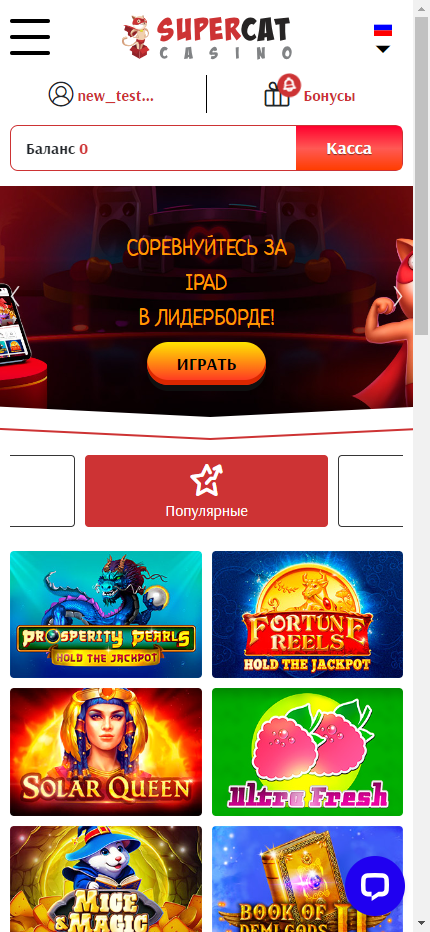 SUPERCAT
CASINO
new_test...
Бонусы
Баланс 0
Касса
СОРЕВНУЙТЕСЬ ЗА
IPAD
В ЛИДЕРБОРДЕ!
ИГРАТЬ
Популярные
PROSPERITY PEARLS
HOLD THE JACKPOT
FORTUNE
REELS
HOLD THE JACKPOT
SOLAR QUEEN
Ultra Fresh
MICE
& MAGIC
BOOK OF
DEMI GODS II